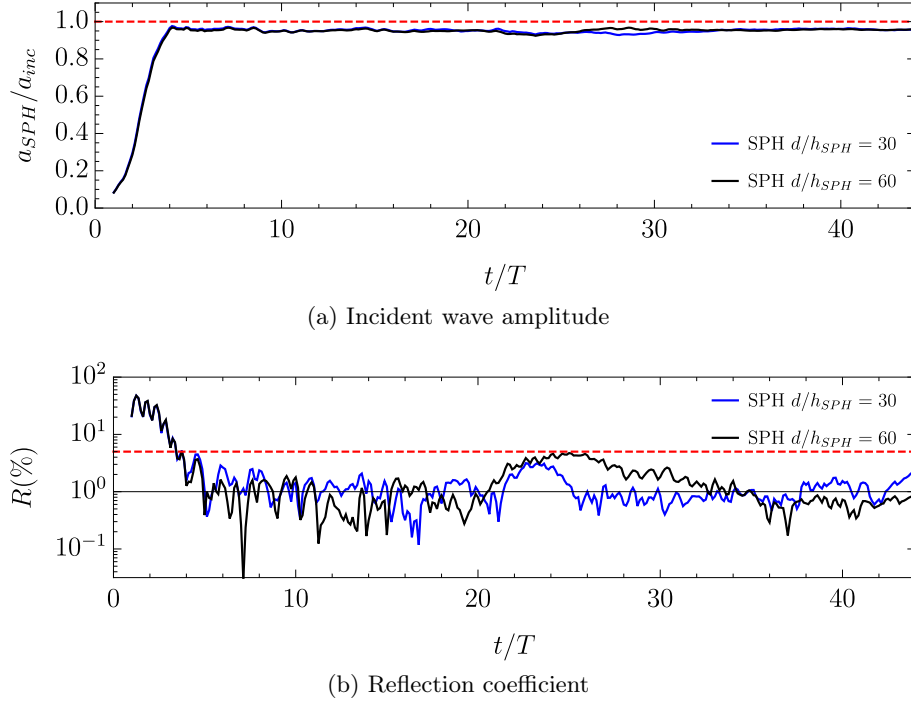 1.0
0.8
0.6
0.4
0.2
0.0
a_{SPH}/a_{inc}
SPH d/h_{SPH} = 30
SPH d/h_{SPH} = 60
0 10 20 30 40
t/T
(a) Incident wave amplitude
10^2
10^1
10^0
10^{-1}
R(%)
SPH d/h_{SPH} = 30
SPH d/h_{SPH} = 60
0 10 20 30 40
t/T
(b) Reflection coefficient